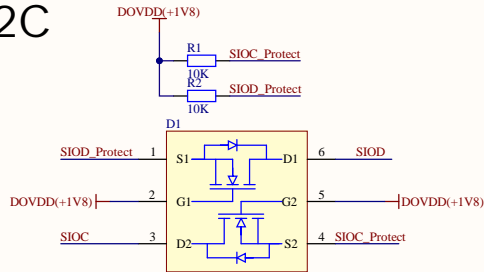 2C
DOVDD(+1V8)
R1
SIOC_Protect
10K
R2
SIOD_Protect
10K
D1
SIOD_Protect 1 S1 D1 6 SIOD
DOVDD(+1V8) 2 G1 G2 5 DOVDD(+1V8)
SIOC 3 D2 S2 4 SIOC_Protect